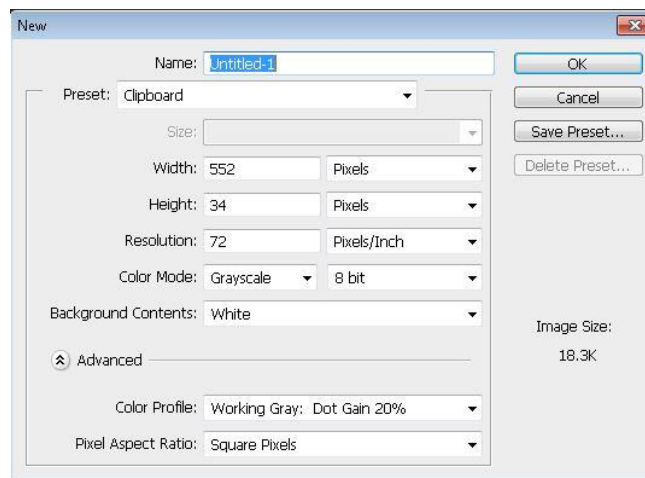 New
Name: Untitled-1
OK
Preset: Clipboard
Cancel
Size:
Save Preset...
Width: 552 Pixels
Delete Preset...
Height: 34 Pixels
Resolution: 72 Pixels/Inch
Color Mode: Grayscale 8 bit
Background Contents: White
Image Size:
18.3K
Advanced
Color Profile: Working Gray: Dot Gain 20%
Pixel Aspect Ratio: Square Pixels